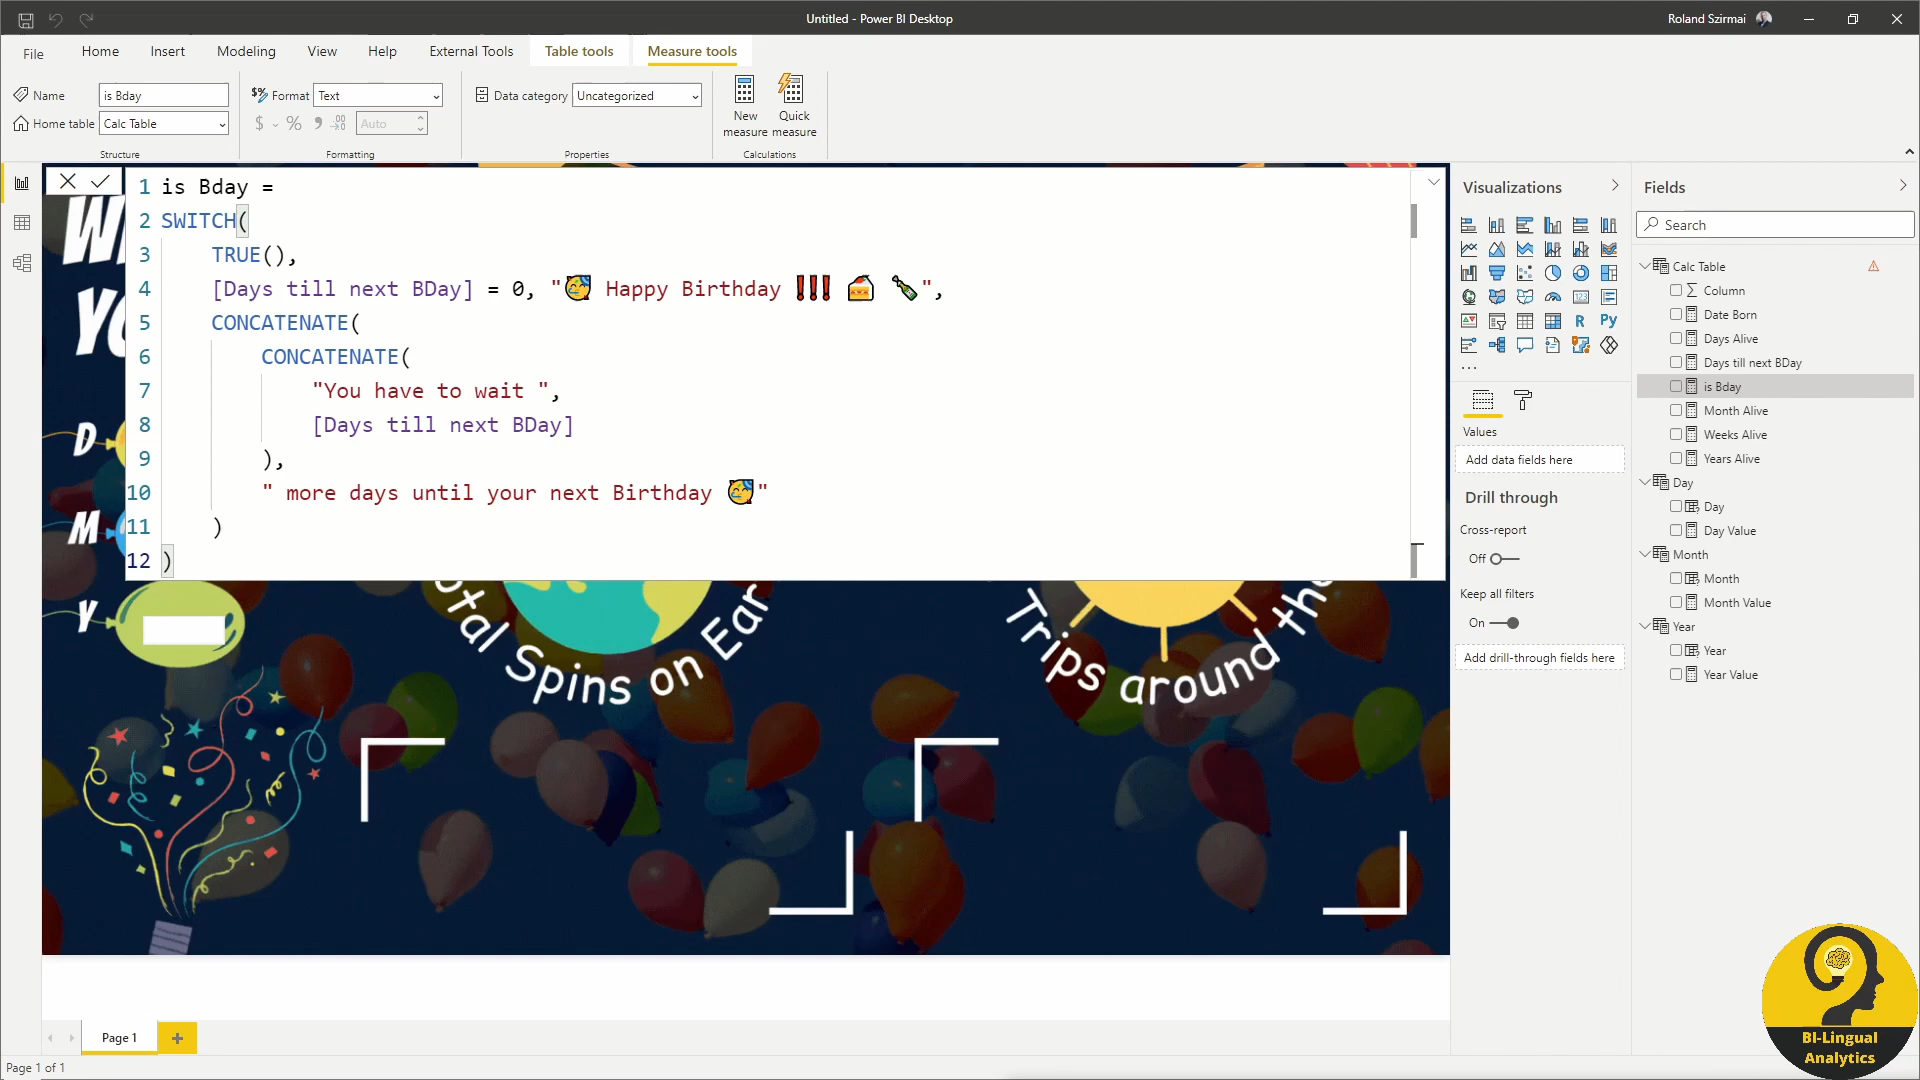 Untitled - Power BI Desktop
Roland Szirmai
File
Home
Insert
Modeling
View
Help
External Tools
Table tools
Measure tools
Name
is Bday
Home table
Calc Table
Structure
$% Format
Text
$ % 9 .00
Auto
Formatting
Data category
Uncategorized
Properties
New measure
Quick measure
Calculations
1 is Bday =
2 SWITCH(
3 TRUE(),
4 [Days till next BDay] = 0, "🥳 Happy Birthday ❗❗❗ 🍰 🍾",
5 CONCATENATE(
6 CONCATENATE(
7 "You have to wait ",
8 [Days till next BDay]
9 ),
10 " more days until your next Birthday 🥳"
11 )
12 )
D
M
Y
otal Spins on Ear
Trips around th
Page 1
Page 1 of 1
Visualizations
123
R
Py
...
Values
Add data fields here
Drill through
Cross-report
Off
Keep all filters
On
Add drill-through fields here
Fields
Search
Calc Table
Column
Date Born
Days Alive
Days till next BDay
is Bday
Month Alive
Weeks Alive
Years Alive
Day
Day
Day Value
Month
Month
Month Value
Year
Year
Year Value
BI-Lingual
Analytics